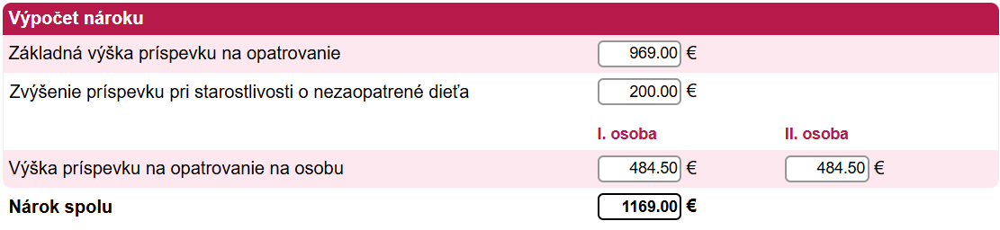 Výpočet nároku
Základná výška príspevku na opatrovanie 969.00 €
Zvýšenie príspevku pri starostlivosti o nezaopatrené dieťa 200.00 €
I. osoba II. osoba
Výška príspevku na opatrovanie na osobu 484.50 € 484.50 €
Nárok spolu 1169.00 €